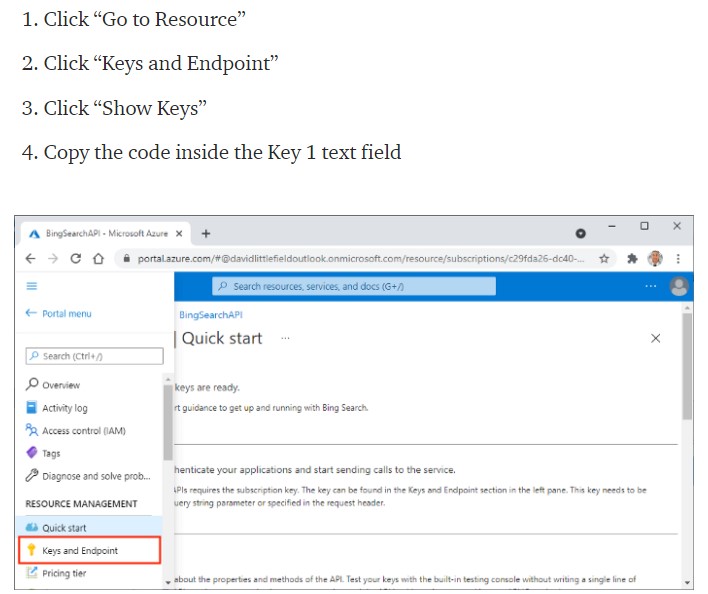 1. Click “Go to Resource”
2. Click “Keys and Endpoint”
3. Click “Show Keys”
4. Copy the code inside the Key 1 text field
BingSearchAPI - Microsoft Azure
portal.azure.com/#@davidlittlefieldoutlook.onmicrosoft.com/resource/subscriptions/c29fda26-dc40-...
Search resources, services, and docs (G+/)
Portal menu
BingSearchAPI
Quick start ...
Search (Ctrl+/)
Overview
keys are ready.
Activity log
rt guidance to get up and running with Bing Search.
Access control (IAM)
Tags
Diagnose and solve prob...
henticate your applications and start sending calls to the service.
APIs requires the subscription key. The key can be found in the Keys and Endpoint section in the left pane. This key needs to be
RESOURCE MANAGEMENT
uery string parameter or specified in the request header.
Quick start
Keys and Endpoint
Pricing tier
about the properties and methods of the API. Test your keys with the built-in testing console without writing a single line of